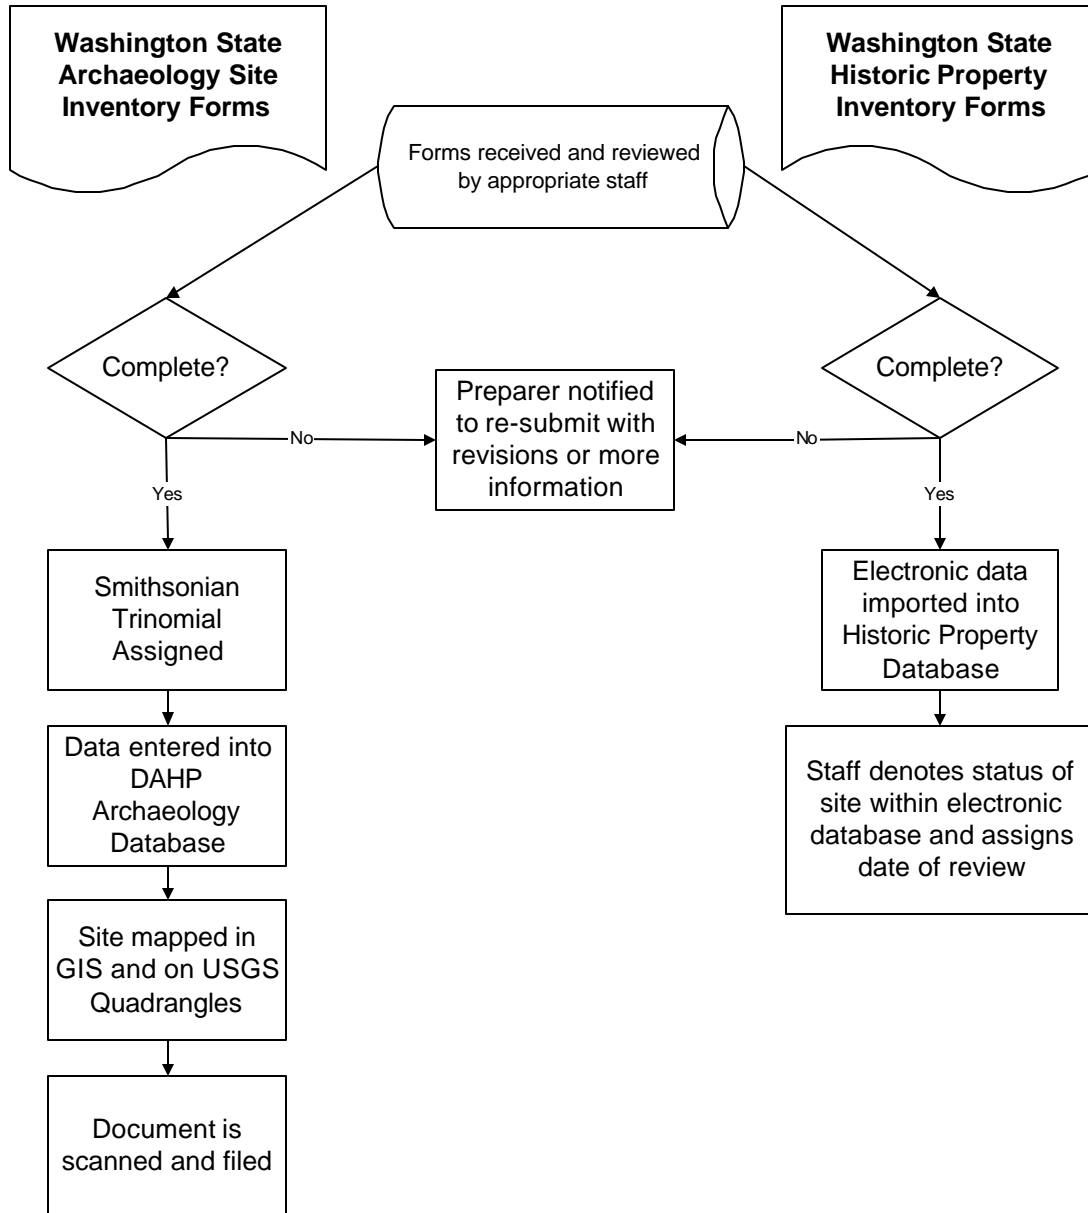 Washington State
Archaeology Site
Inventory Forms
Washington State
Historic Property
Inventory Forms
Forms received and reviewed
by appropriate staff
Complete?
Complete?
No
Preparer notified
to re-submit with
revisions or more
information
No
Yes
Yes
Smithsonian
Trinomial
Assigned
Electronic data
imported into
Historic Property
Database
Data entered into
DAHP
Archaeology
Database
Staff denotes status of
site within electronic
database and assigns
date of review
Site mapped in
GIS and on USGS
Quadrangles
Document is
scanned and filed